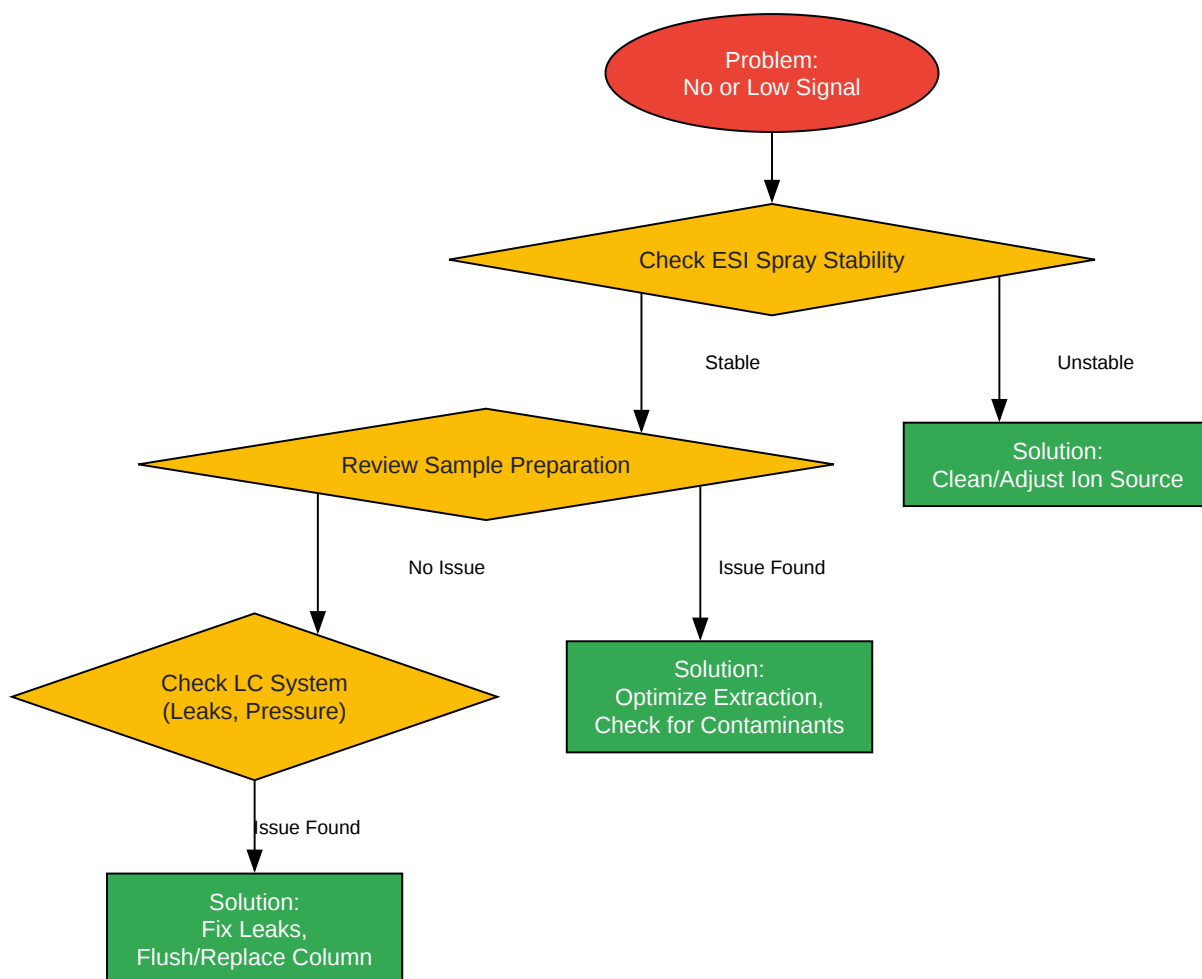 Problem:
No or Low Signal
Check ESI Spray Stability
Stable
Unstable
Review Sample Preparation
Solution:
Clean/Adjust Ion Source
No Issue
Issue Found
Check LC System
(Leaks, Pressure)
Solution:
Optimize Extraction,
Check for Contaminants
Issue Found
Solution:
Fix Leaks,
Flush/Replace Column